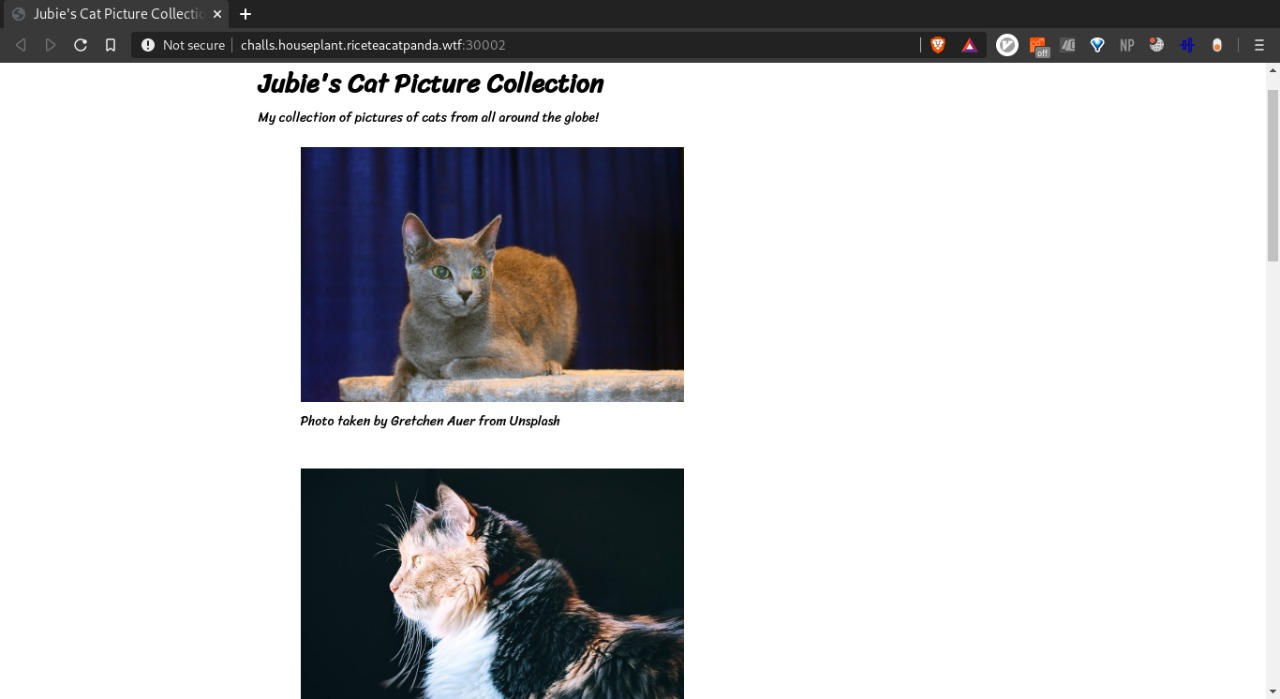 Jubie's Cat Picture Collectio
Not secure challs.houseplant.riceteacatpanda.wtf:30002
off
NP
Jubie's Cat Picture Collection
My collection of pictures of cats from all around the globe!
Photo taken by Gretchen Auer from Unsplash